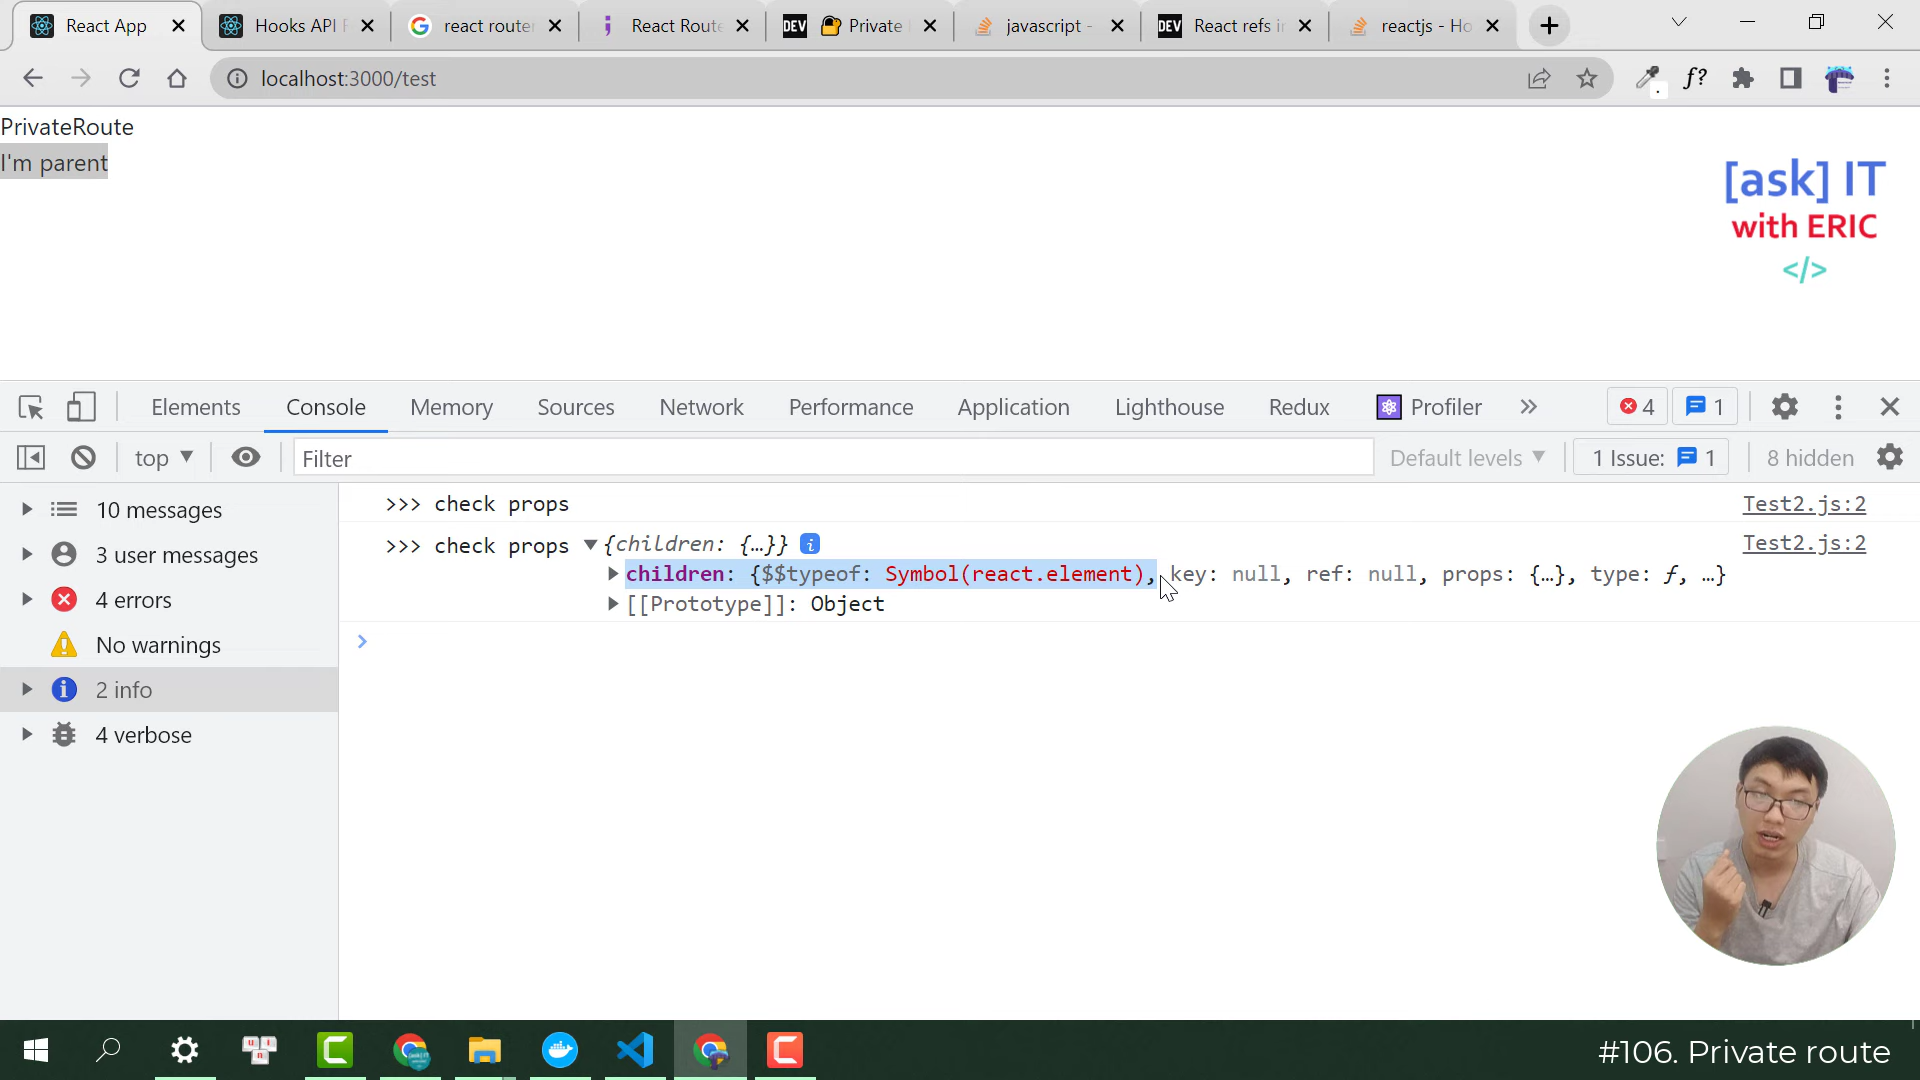 React App
Hooks API
react route
React Route
DEV
Private
javascript -
DEV
React refs i
reactjs - Ho
localhost:3000/test
f?
PrivateRoute
I'm parent
[ask] IT
with ERIC
</>
Elements
Console
Memory
Sources
Network
Performance
Application
Lighthouse
Redux
Profiler
4
1
top
Filter
Default levels
1 Issue:
1
8 hidden
10 messages
3 user messages
4 errors
No warnings
2 info
4 verbose
>>> check props
Test2.js:2
>>> check props ▼{children: {…}}
Test2.js:2
children: {$$typeof: Symbol(react.element), key: null, ref: null, props: {…}, type: ƒ, …}
[[Prototype]]: Object
>
#106. Private route